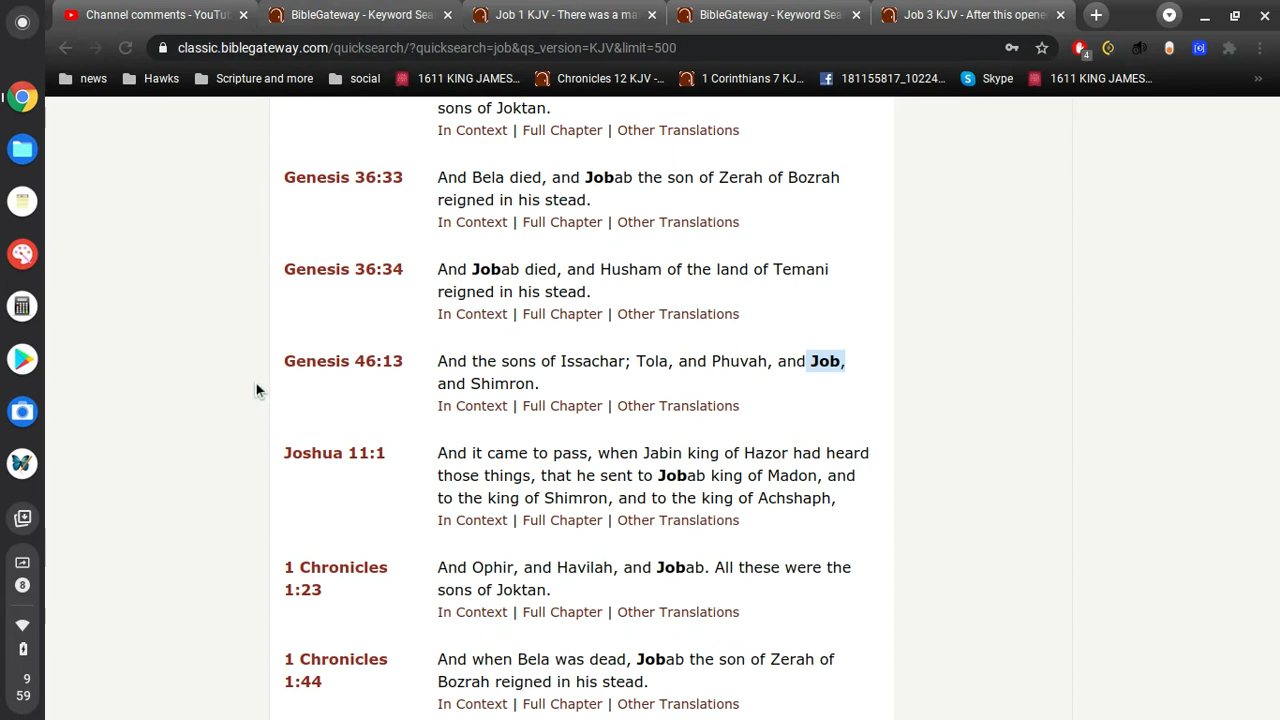 Channel comments - YouTu
BibleGateway - Keyword Sea
Job 1 KJV - There was a ma
BibleGateway - Keyword Sea
Job 3 KJV - After this opene
classic.biblegateway.com/quicksearch/?quicksearch=job&qs_version=KJV&limit=500
4
news
Hawks
Scripture and more
social
1611 KING JAMES...
Chronicles 12 KJV -...
1 Corinthians 7 KJ...
181155817_10224...
Skype
1611 KING JAMES...
»
sons of Joktan.
In Context | Full Chapter | Other Translations
Genesis 36:33
And Bela died, and Jobab the son of Zerah of Bozrah
reigned in his stead.
In Context | Full Chapter | Other Translations
Genesis 36:34
And Jobab died, and Husham of the land of Temani
reigned in his stead.
In Context | Full Chapter | Other Translations
Genesis 46:13
And the sons of Issachar; Tola, and Phuvah, and Job,
and Shimron.
In Context | Full Chapter | Other Translations
Joshua 11:1
And it came to pass, when Jabin king of Hazor had heard
those things, that he sent to Jobab king of Madon, and
to the king of Shimron, and to the king of Achshaph,
In Context | Full Chapter | Other Translations
1 Chronicles
1:23
And Ophir, and Havilah, and Jobab. All these were the
sons of Joktan.
In Context | Full Chapter | Other Translations
1 Chronicles
1:44
And when Bela was dead, Jobab the son of Zerah of
Bozrah reigned in his stead.
In Context | Full Chapter | Other Translations
8
9
59